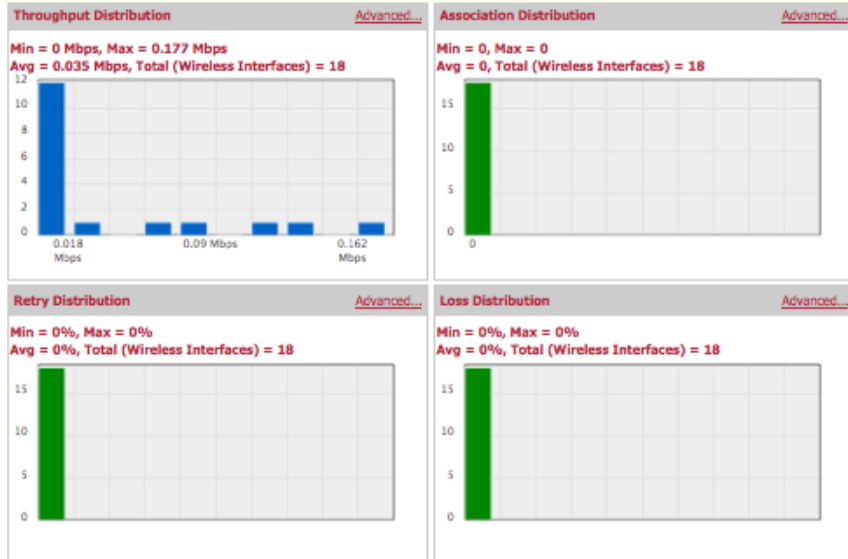 Throughput Distribution Advanced...
Min = 0 Mbps, Max = 0.177 Mbps
Avg = 0.035 Mbps, Total (Wireless Interfaces) = 18
12
10
8
6
4
2
0
0.018 Mbps 0.09 Mbps 0.162 Mbps
Association Distribution Advanced...
Min = 0, Max = 0
Avg = 0, Total (Wireless Interfaces) = 18
15
10
5
0
0
Retry Distribution Advanced...
Min = 0%, Max = 0%
Avg = 0%, Total (Wireless Interfaces) = 18
15
10
5
0
Loss Distribution Advanced...
Min = 0%, Max = 0%
Avg = 0%, Total (Wireless Interfaces) = 18
15
10
5
0